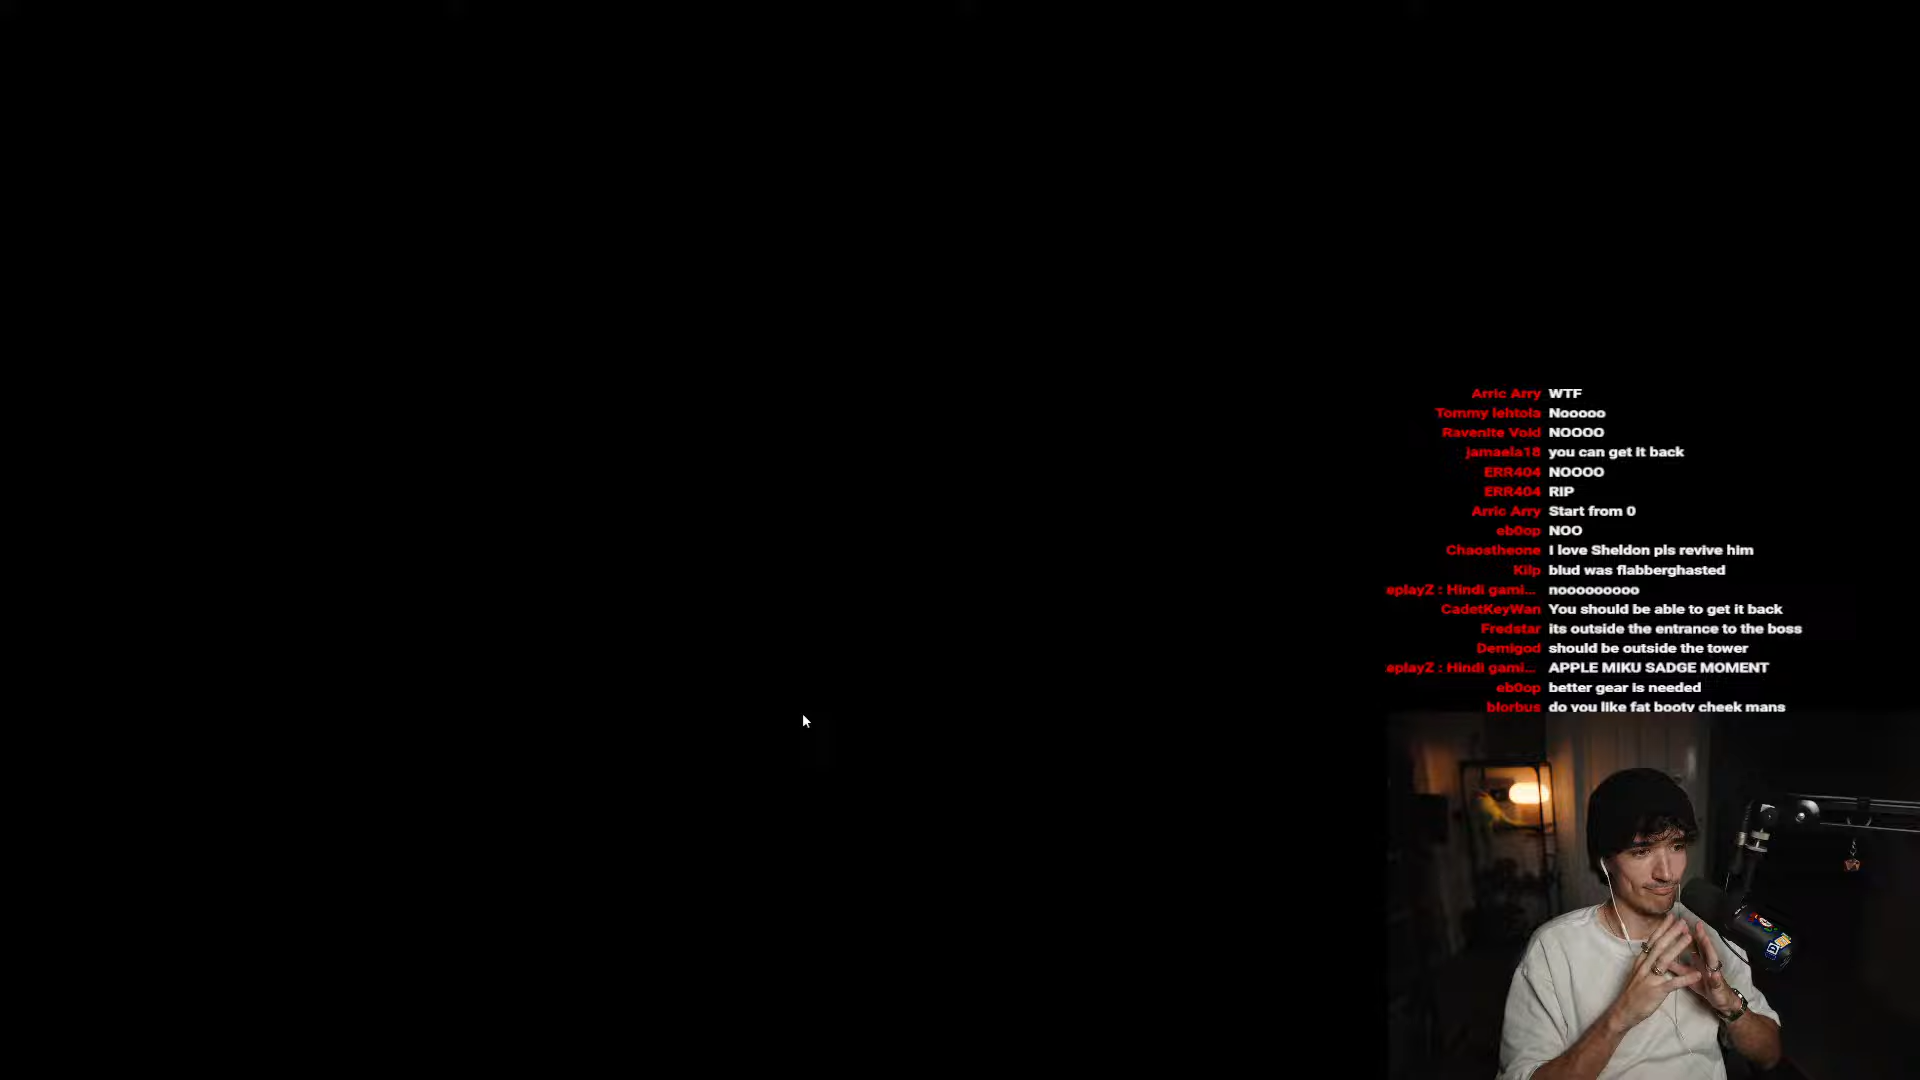 Arric Arry WTF
Tommy lehtola Nooooo
Ravenite Void NOOOO
jamaela18 you can get it back
ERR404 NOOOO
ERR404 RIP
Arric Arry Start from 0
eb0op NOO
Chaostheone I love Sheldon pls revive him
Kilp blud was flabberghasted
eplayZ : Hindi gami... nooooooooo
CadetKeyWan You should be able to get it back
Fredstar its outside the entrance to the boss
Demigod should be outside the tower
eplayZ : Hindi gami... APPLE MIKU SADGE MOMENT
eb0op better gear is needed
blorbus do you like fat booty cheek mans